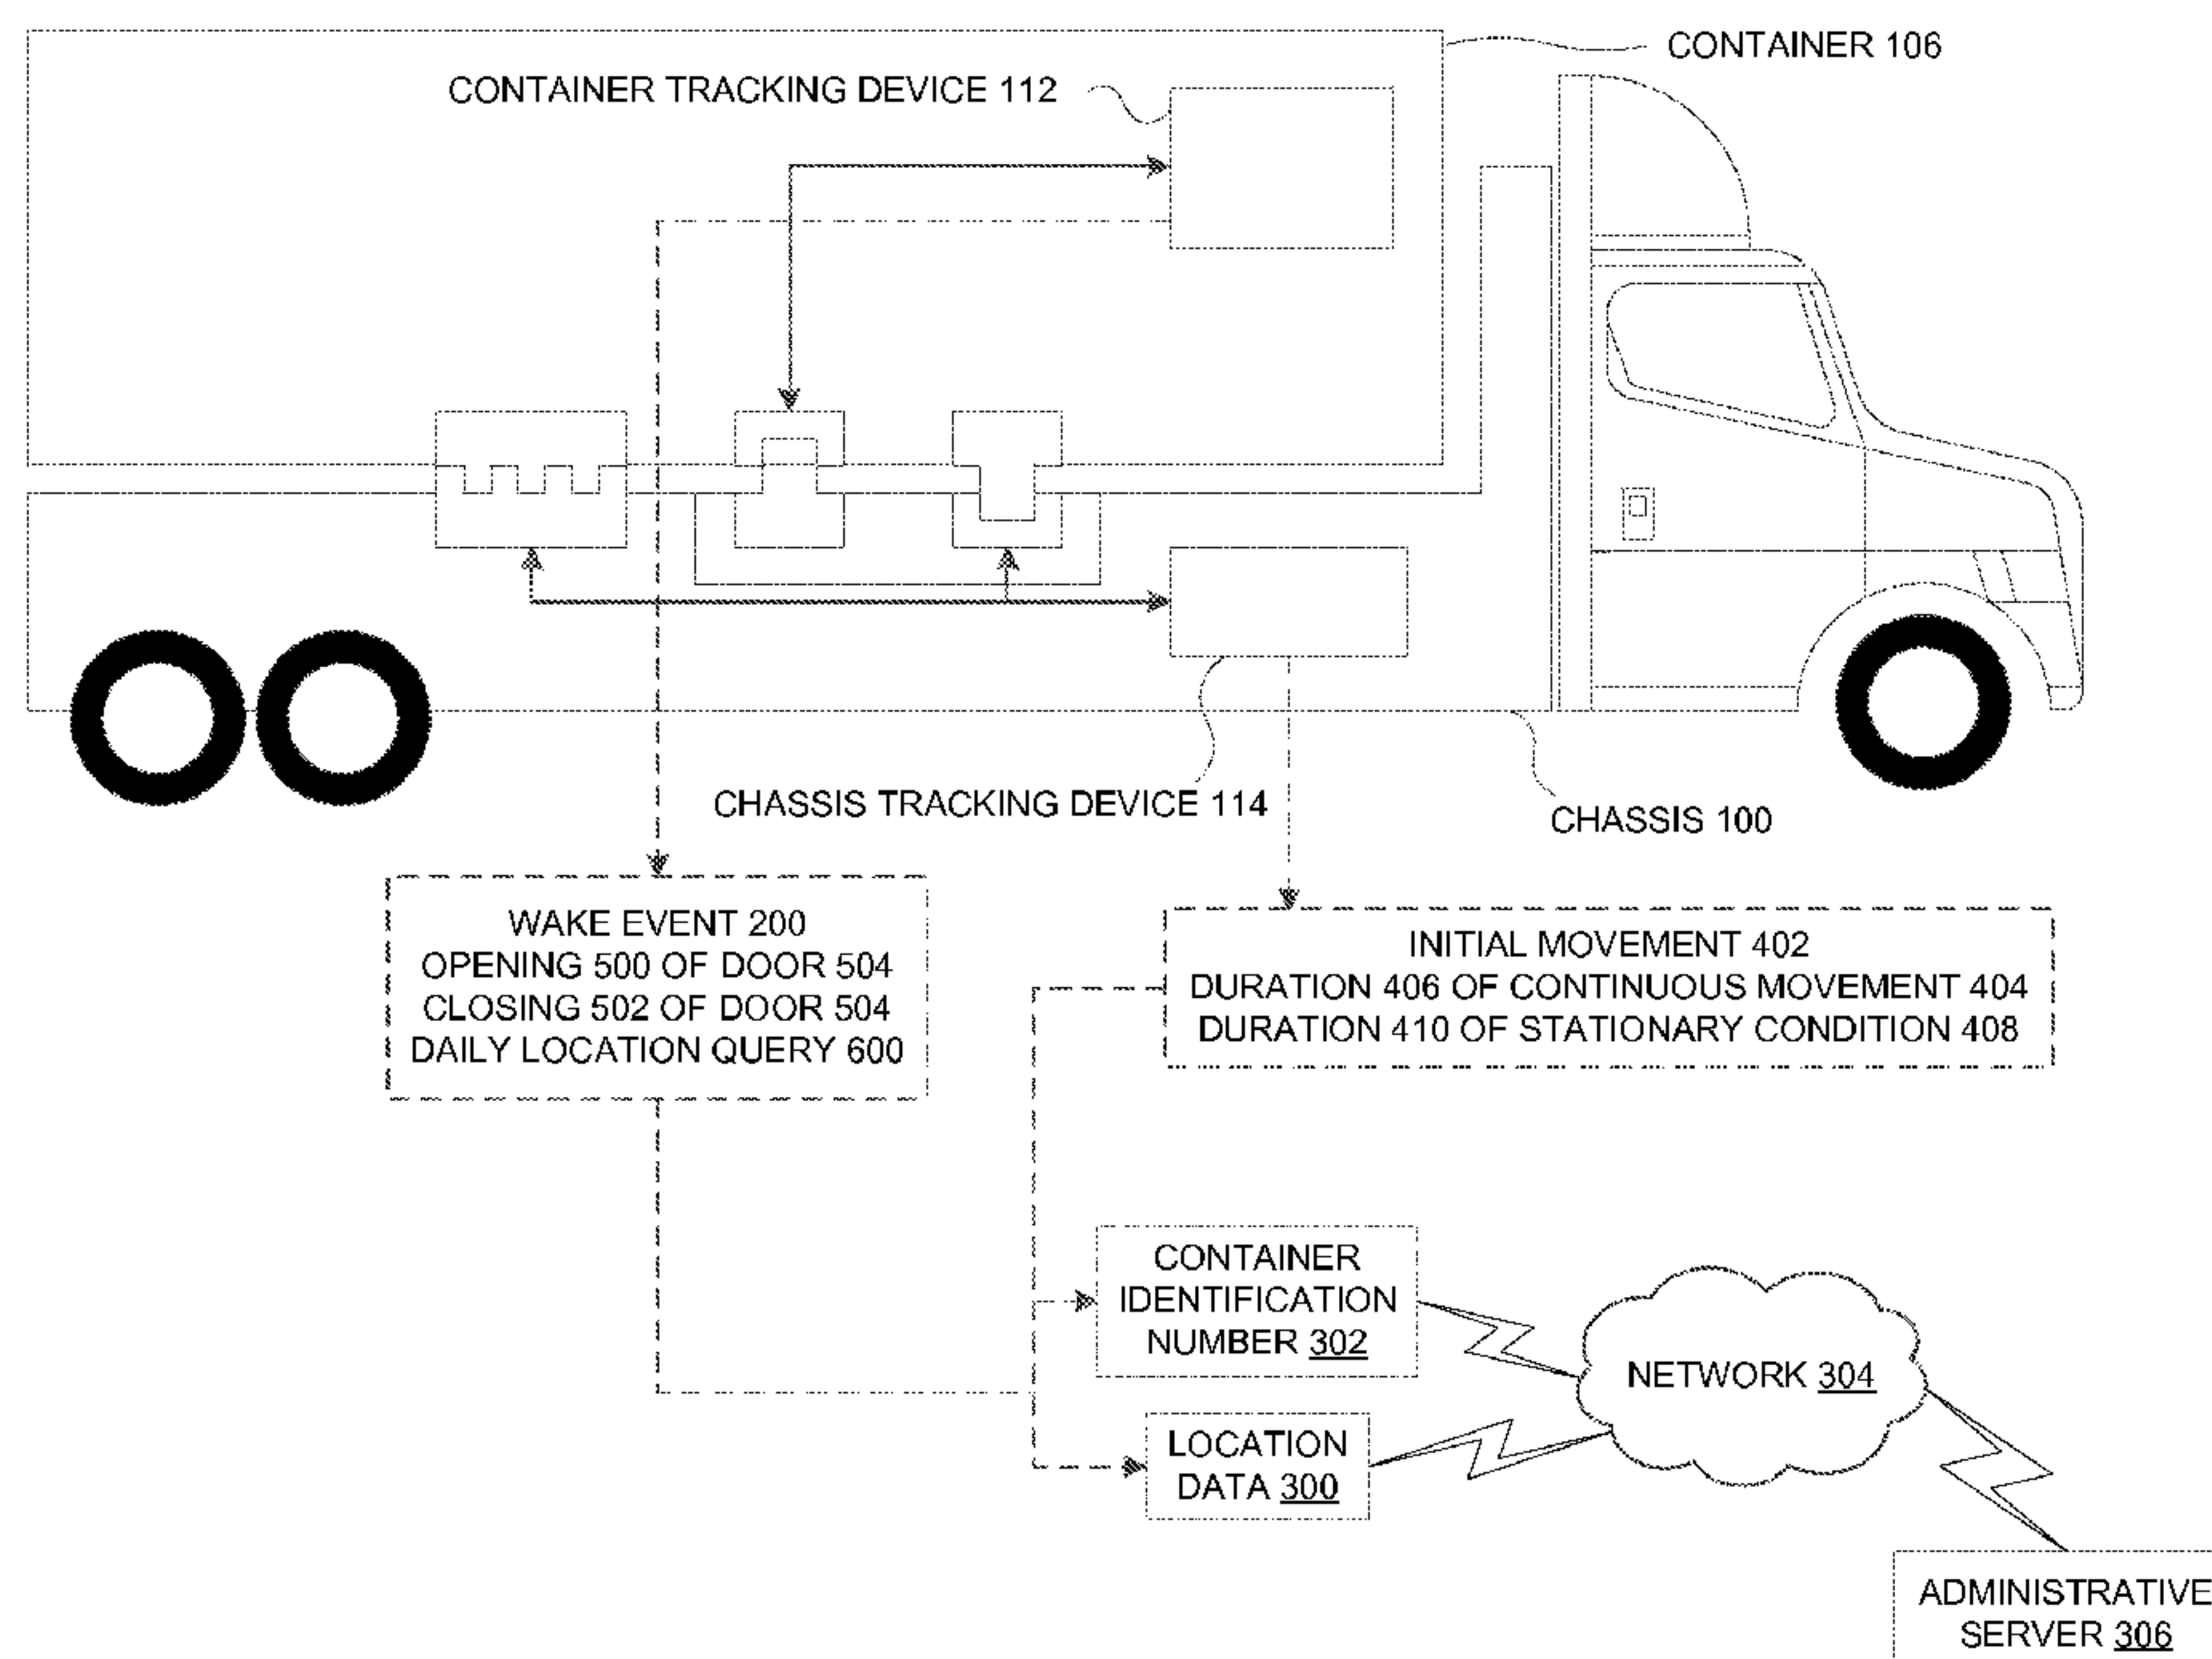 CONTAINER 106
CONTAINER TRACKING DEVICE 112
CHASSIS TRACKING DEVICE 114
CHASSIS 100
WAKE EVENT 200
OPENING 500 OF DOOR 504
CLOSING 502 OF DOOR 504
DAILY LOCATION QUERY 600
INITIAL MOVEMENT 402
DURATION 406 OF CONTINUOUS MOVEMENT 404
DURATION 410 OF STATIONARY CONDITION 408
CONTAINER
IDENTIFICATION
NUMBER 302
NETWORK 304
LOCATION
DATA 300
ADMINISTRATIVE
SERVER 306